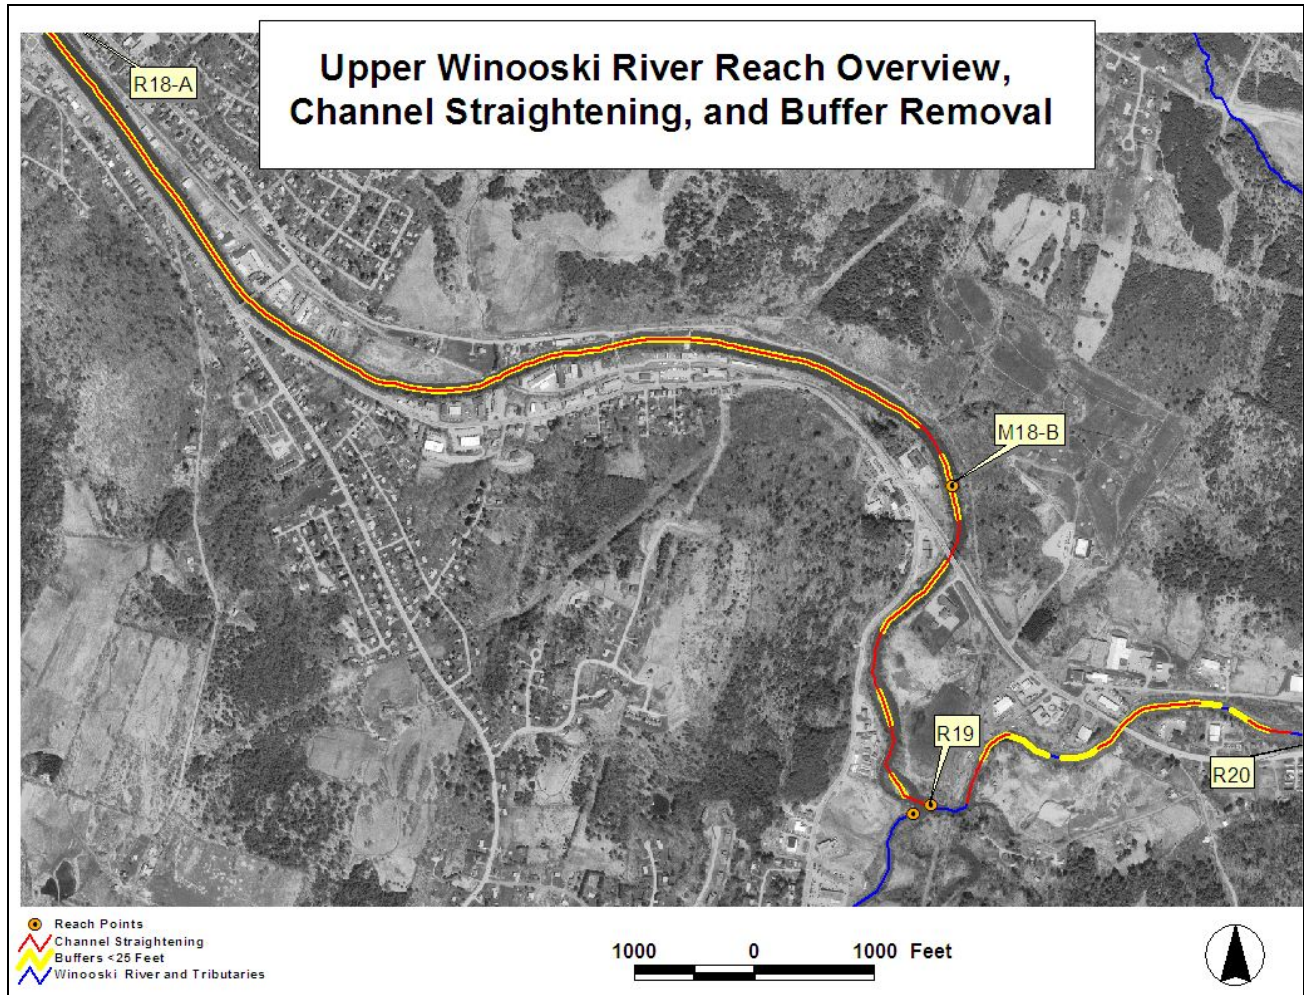 Upper Winooski River Reach Overview,
Channel Straightening, and Buffer Removal
R18-A
M18-B
R19
R20
Reach Points
Channel Straightening
Buffers <25 Feet
Winooski River and Tributaries
1000 0 1000 Feet